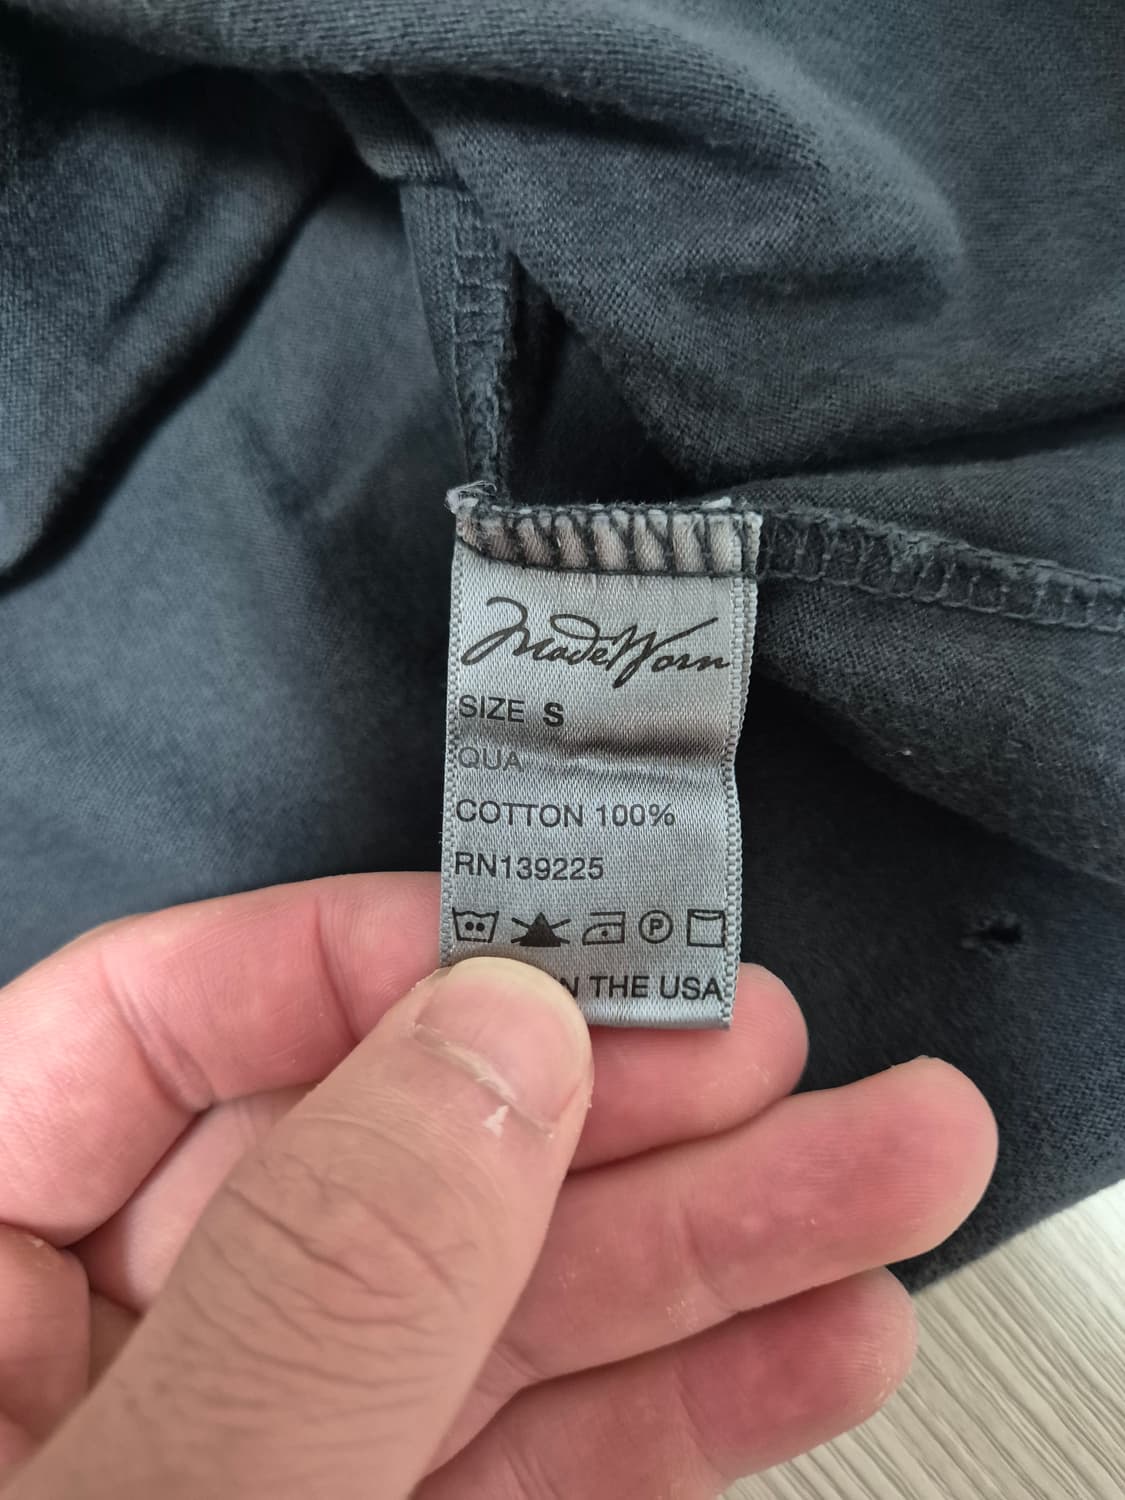 MadeWorn
SIZE S
QUA
COTTON 100%
RN139225
P
THE USA